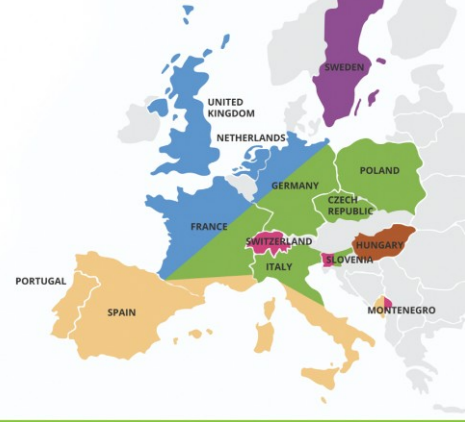 SWEDEN
UNITED
KINGDOM
NETHERLANDS
POLAND
GERMANY
CZECH
REPUBLIC
FRANCE
SWITZERLAND
HUNGARY
SLOVENIA
ITALY
PORTUGAL
SPAIN
MONTENEGRO